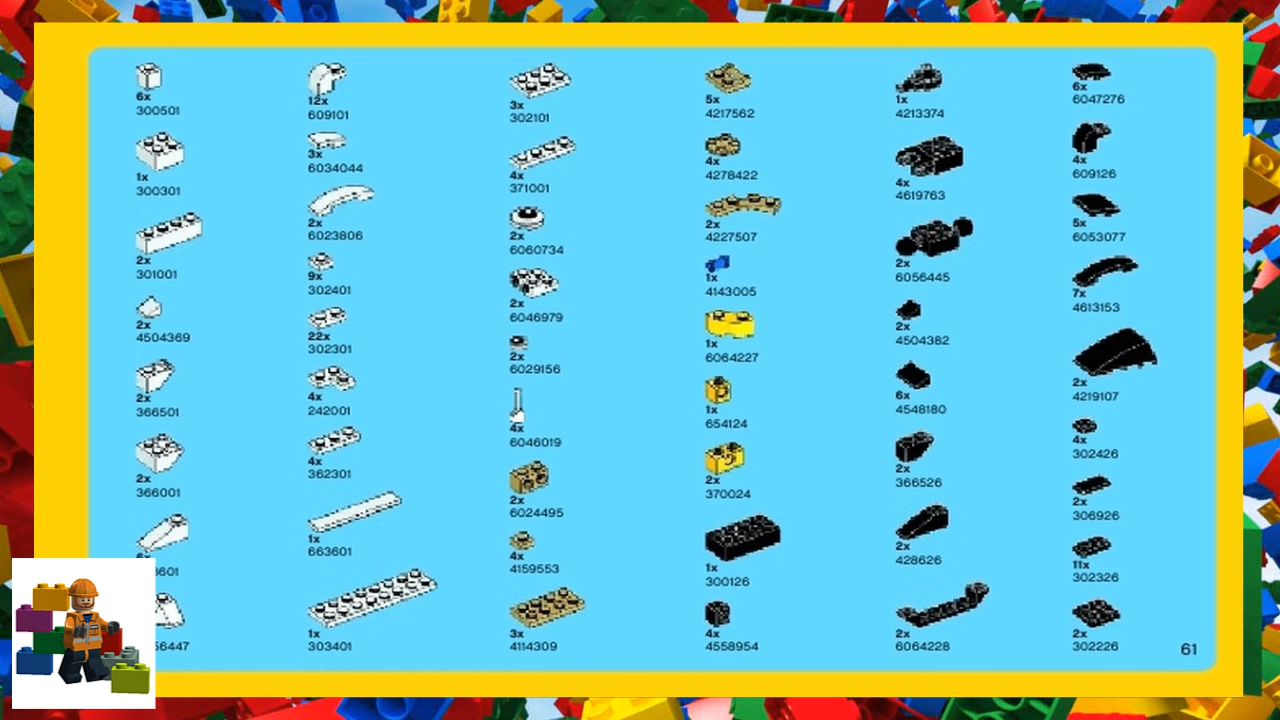 6x
300501
1x
300301
2x
301001
2x
4504369
2x
366501
2x
366001
601
56447
12x
609101
3x
6034044
2x
6023806
9x
302401
22x
302301
4x
242001
4x
362301
1x
663601
1x
303401
3x
302101
4x
371001
2x
6060734
2x
6046979
2x
6029156
4x
6046019
2x
6024495
4x
4159553
3x
4114309
5x
4217562
4x
4278422
2x
4227507
1x
4143005
1x
6064227
1x
654124
2x
370024
1x
300126
4x
4558954
1x
4213374
4x
4619763
2x
6056445
2x
4504382
6x
4548180
2x
366526
2x
428626
2x
6064228
6x
6047276
4x
609126
5x
6053077
7x
4613153
2x
4219107
4x
302426
2x
306926
11x
302326
2x
302226
61